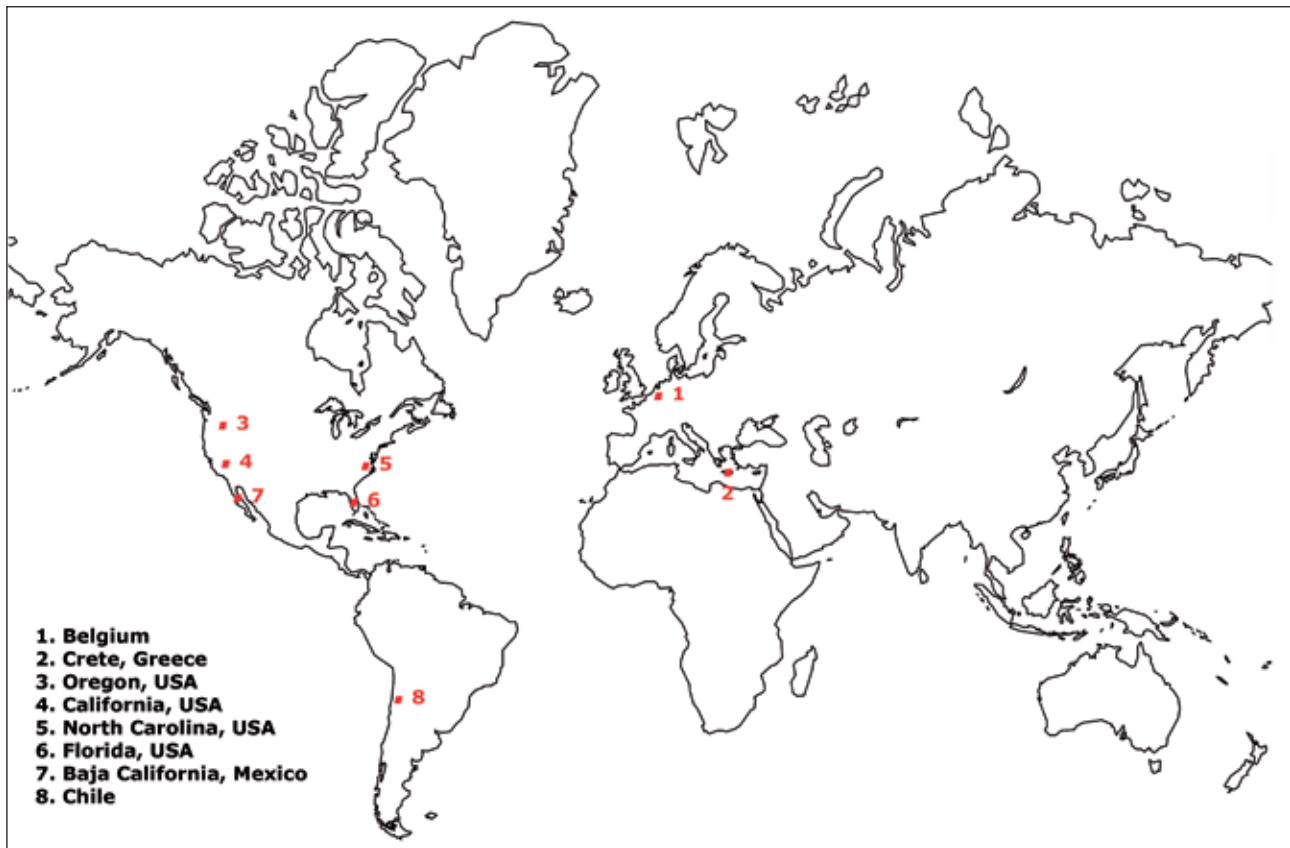 1
3
4
5
2
7
6
1. Belgium
2. Crete, Greece
3. Oregon, USA
4. California, USA
5. North Carolina, USA
6. Florida, USA
7. Baja California, Mexico
8. Chile
8